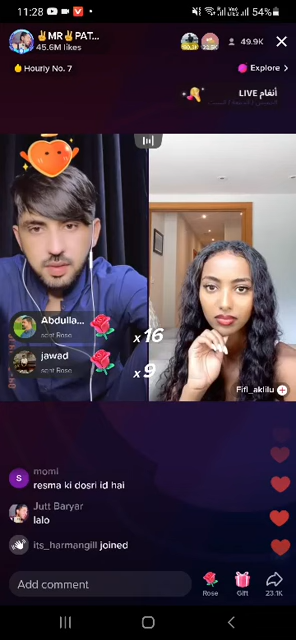 11:28
54%
✌MR✌PAT...
45.6M likes
49.9K
Hourly No. 7
Explore >
أنغام LIVE
Abdulla...
sent Rose
x 16
jawad
sent Rose
x 9
Fifi_aklilu
momi
S
resma ki dosri id hai
Jutt Baryar
lalo
its_harmangill joined
Add comment
Rose
Gift
23.1K